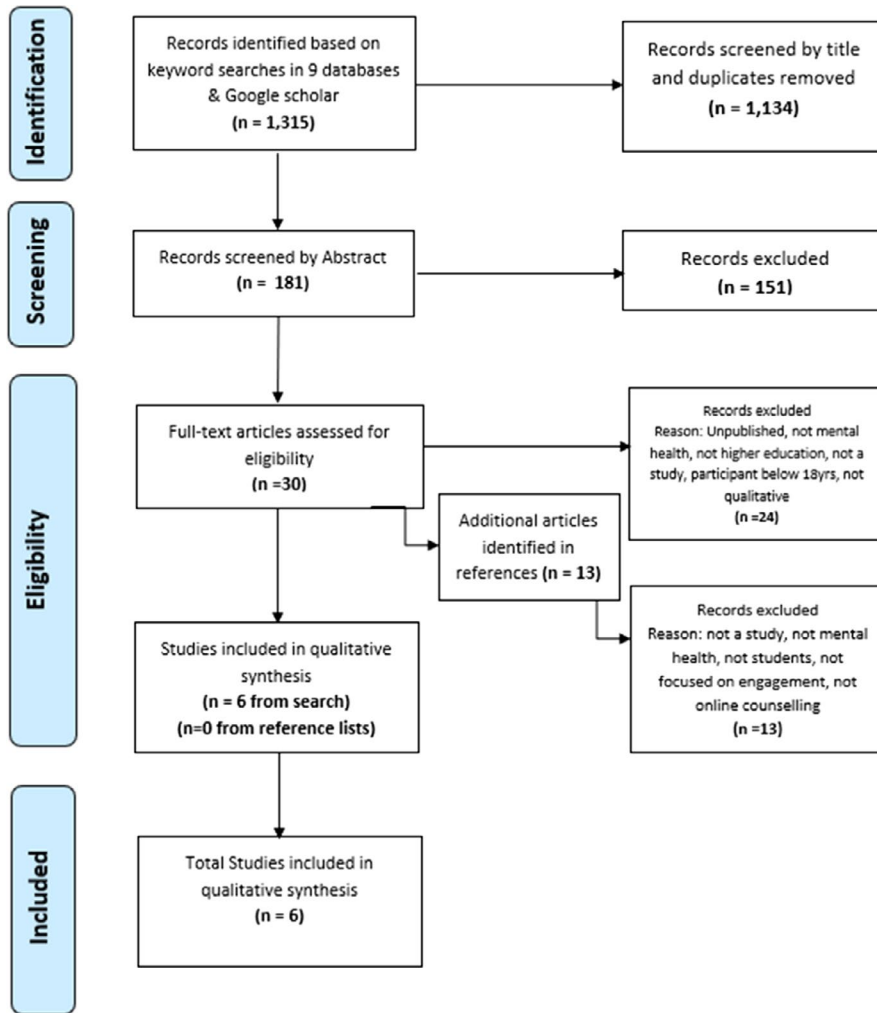 Identification
Records identified based on
keyword searches in 9 databases
& Google scholar
(n = 1,315)
Records screened by title
and duplicates removed
(n = 1,134)
Screening
Records screened by Abstract
(n = 181)
Records excluded
(n = 151)
Eligibility
Full-text articles assessed for
eligibility
(n =30)
Records excluded
Reason: Unpublished, not mental
health, not higher education, not a
study, participant below 18yrs, not
qualitative
(n =24)
Additional articles
identified in
references (n = 13)
Records excluded
Reason: not a study, not mental
health, not students, not
focused on engagement, not
online counselling
(n =13)
Studies included in qualitative
synthesis
(n = 6 from search)
(n=0 from reference lists)
Included
Total Studies included in
qualitative synthesis
(n = 6)